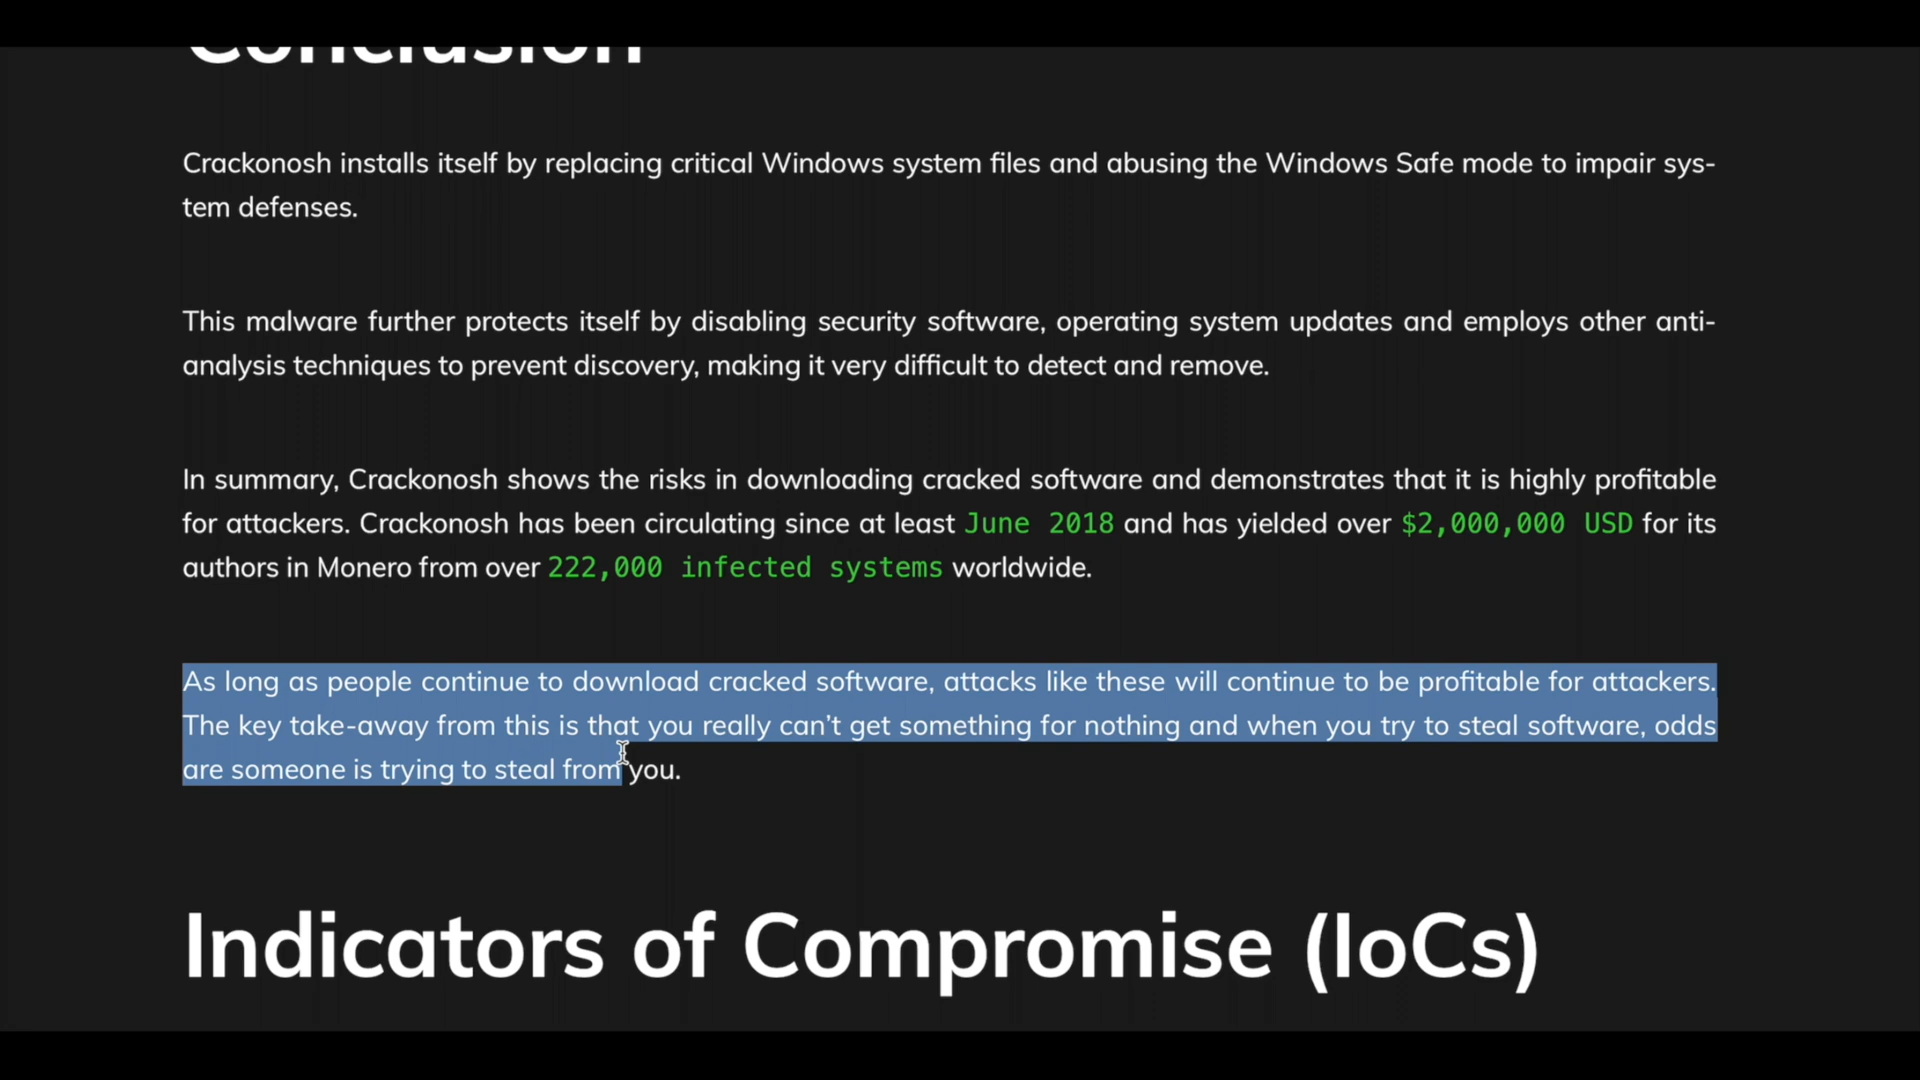 Conclusion
Crackonosh installs itself by replacing critical Windows system files and abusing the Windows Safe mode to impair sys-
tem defenses.
This malware further protects itself by disabling security software, operating system updates and employs other anti-
analysis techniques to prevent discovery, making it very difficult to detect and remove.
In summary, Crackonosh shows the risks in downloading cracked software and demonstrates that it is highly profitable
for attackers. Crackonosh has been circulating since at least June 2018 and has yielded over $2,000,000 USD for its
authors in Monero from over 222,000 infected systems worldwide.
As long as people continue to download cracked software, attacks like these will continue to be profitable for attackers.
The key take-away from this is that you really can’t get something for nothing and when you try to steal software, odds
are someone is trying to steal from you.
Indicators of Compromise (IoCs)